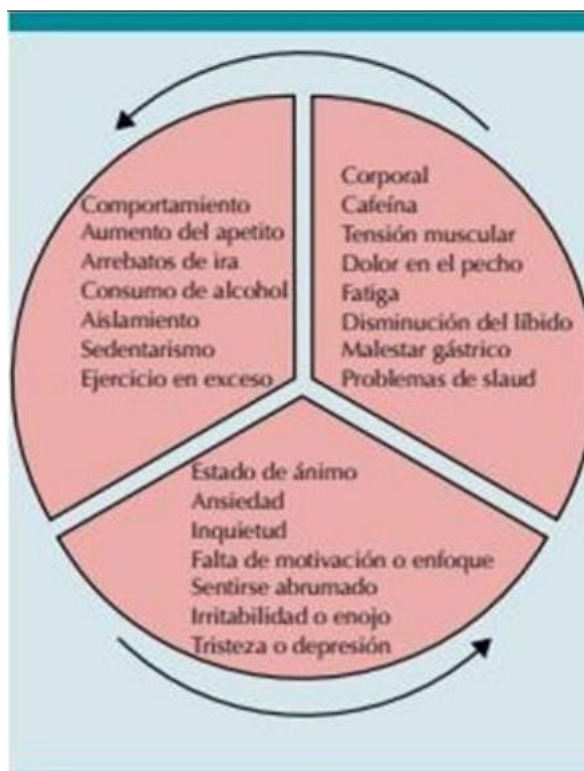 Comportamiento
Aumento del apetito
Arrebatos de ira
Consumo de alcohol
Aislamiento
Sedentarismo
Ejercicio en exceso
Corporal
Cafeína
Tensión muscular
Dolor en el pecho
Fatiga
Disminución del líbido
Malestar gástrico
Problemas de slaud
Estado de ánimo
Ansiedad
Inquietud
Falta de motivación o enfoque
Sentirse abrumado
Irritabilidad o enojo
Tristeza o depresión